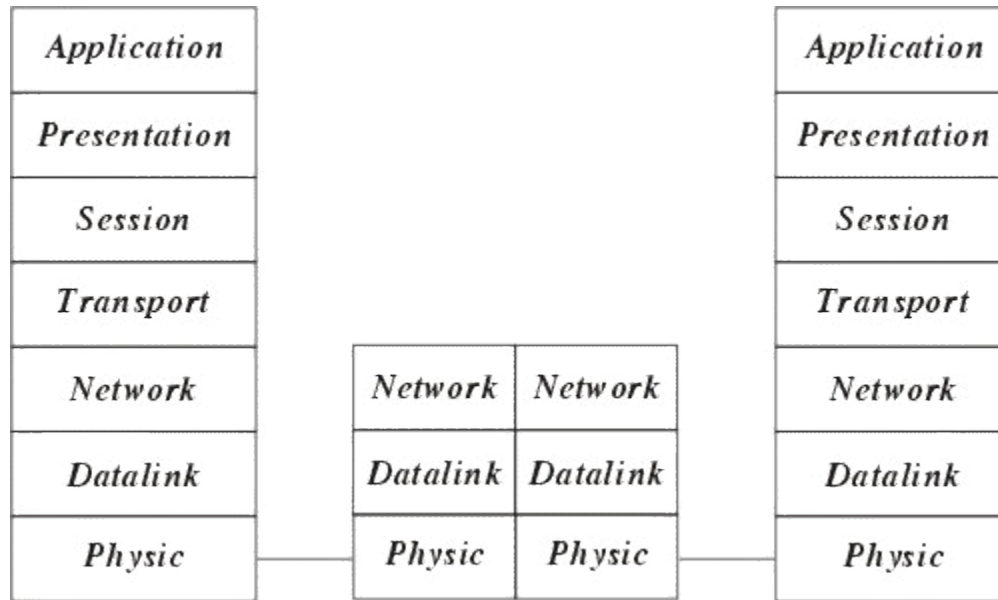 Application
Presentation
Session
Transport
Network
Datalink
Physic
Network Network
Datalink Datalink
Physic Physic
Application
Presentation
Session
Transport
Network
Datalink
Physic